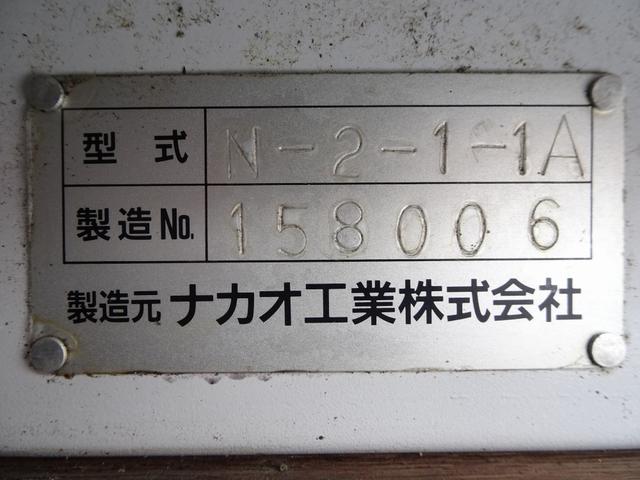 型式 N-2-1-1A
製造No. 158006
製造元 ナカオ工業株式会社